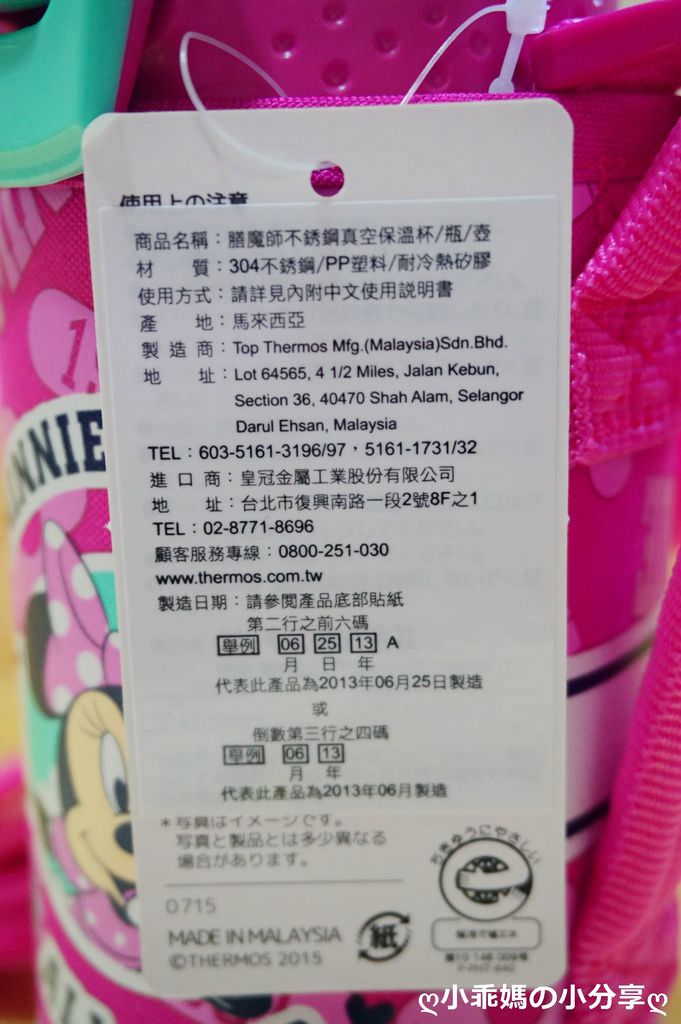 使用上の注意
商品名稱：膳魔師不銹鋼真空保溫杯/瓶/壺
材　　質：304不銹鋼/PP塑料/耐冷熱矽膠
使用方式：請詳見內附中文使用說明書
產　　地：馬來西亞
製 造 商：Top Thermos Mfg.(Malaysia)Sdn.Bhd.
地　　址：Lot 64565, 4 1/2 Miles, Jalan Kebun,
Section 36, 40470 Shah Alam, Selangor
Darul Ehsan, Malaysia
TEL：603-5161-3196/97，5161-1731/32
進 口 商：皇冠金屬工業股份有限公司
地　　址：台北市復興南路一段2號8F之1
TEL：02-8771-8696
顧客服務專線：0800-251-030
www.thermos.com.tw
製造日期：請參閱產品底部貼紙
第二行之前六碼
舉例 06 25 13 A
月 日 年
代表此產品為2013年06月25日製造
或
倒數第三行之四碼
舉例 06 13
月 年
代表此產品為2013年06月製造
＊写真はイメージです。
写真と製品とは多少異なる
場合があります。
ちきゅうにやさしい
0715
MADE IN MALAYSIA
©THERMOS 2015
紙
NNIE
ღ小乖媽の小分享ღ